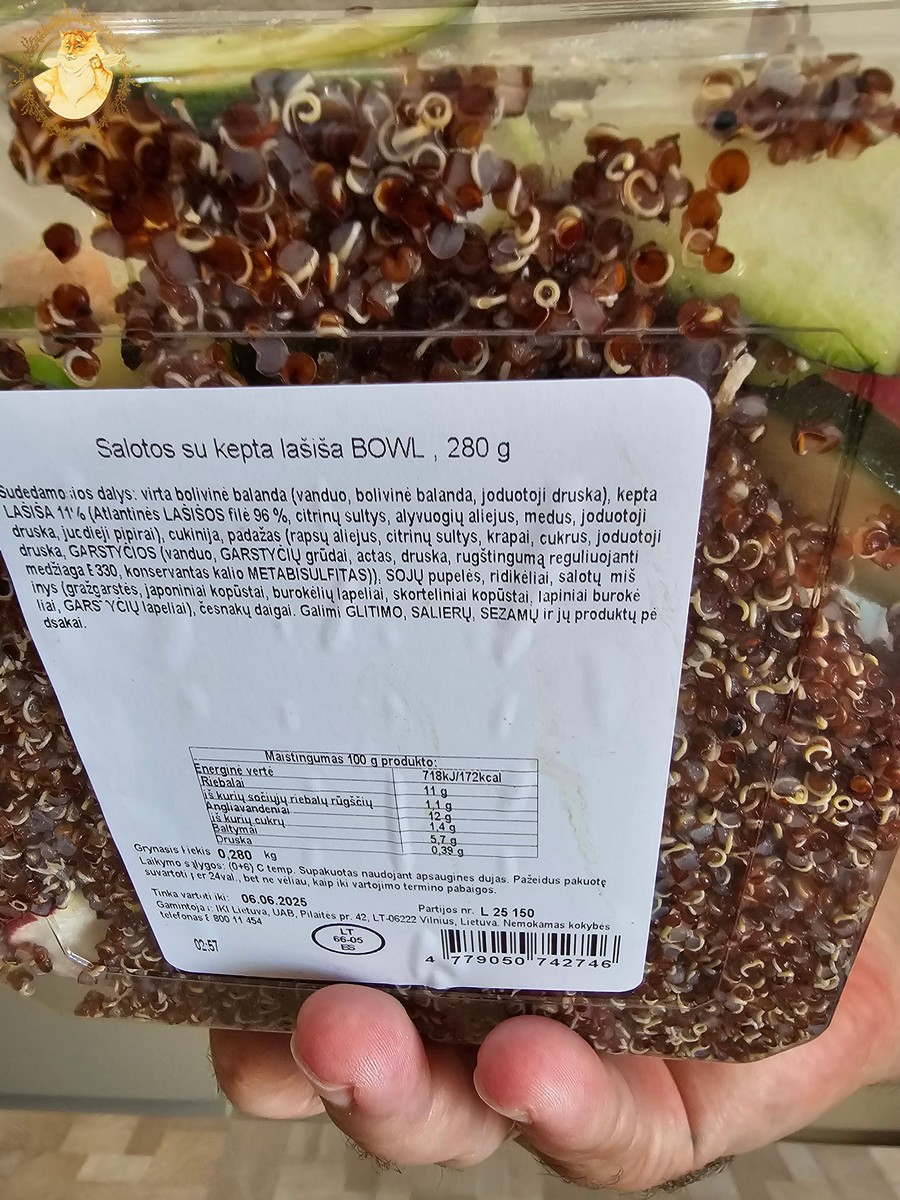 Salotos su kepta lašiša BOWL , 280 g
Sudedamosios dalys: virta bolivinė balanda (vanduo, bolivinė balanda, joduotoji druska), kepta
LAŠIŠA 11% (Atlantinės LAŠIŠOS filė 96 %, citrinų sultys, alyvuogių aliejus, medus, joduotoji
druska, juodieji pipirai), cukinija, padažas (rapsų aliejus, citrinų sultys, krapai, cukrus, joduotoji
druska, GARSTYČIOS (vanduo, GARSTYČIŲ grūdai, actas, druska, rugštingumą reguliuojanti
medžiaga E330, konservantas kalio METABISULFITAS)), SOJŲ pupelės, ridikėliai, salotų miš
inys (gražgarstės, japoniniai kopūstai, burokėlių lapeliai, skorteliniai kopūstai, lapiniai burokė
liai, GARSTYČIŲ lapeliai), česnakų daigai. Galimi GLITIMO, SALIERŲ, SEZAMŲ ir jų produktų pė
dsakai.
Maistingumas 100 g produkto:
Energinė vertė 718kJ/172kcal
Riebalai 11 g
iš kurių sočiųjų riebalų rūgščių 1,1 g
Angliavandeniai 12 g
iš kurių cukrų 1,4 g
Baltymai 5,7 g
Druska 0,39 g
Grynasis kiekis 0,280 kg
Laikymo sąlygos: (0+6) C temp. Supakuotas naudojant apsaugines dujas. Pažeidus pakuotę
suvartoti per 24val., bet ne vėliau, kaip iki vartojimo termino pabaigos.
Tinka vartoti iki: 06.06.2025 Partijos nr. L 25 150
Gamintojas: IKI Lietuva, UAB, Pilaitės pr. 42, LT-06222 Vilnius, Lietuva. Nemokamas kokybės
telefonas 8 800 11 454
02:57
LT
66-05
ES
4 779050 742746